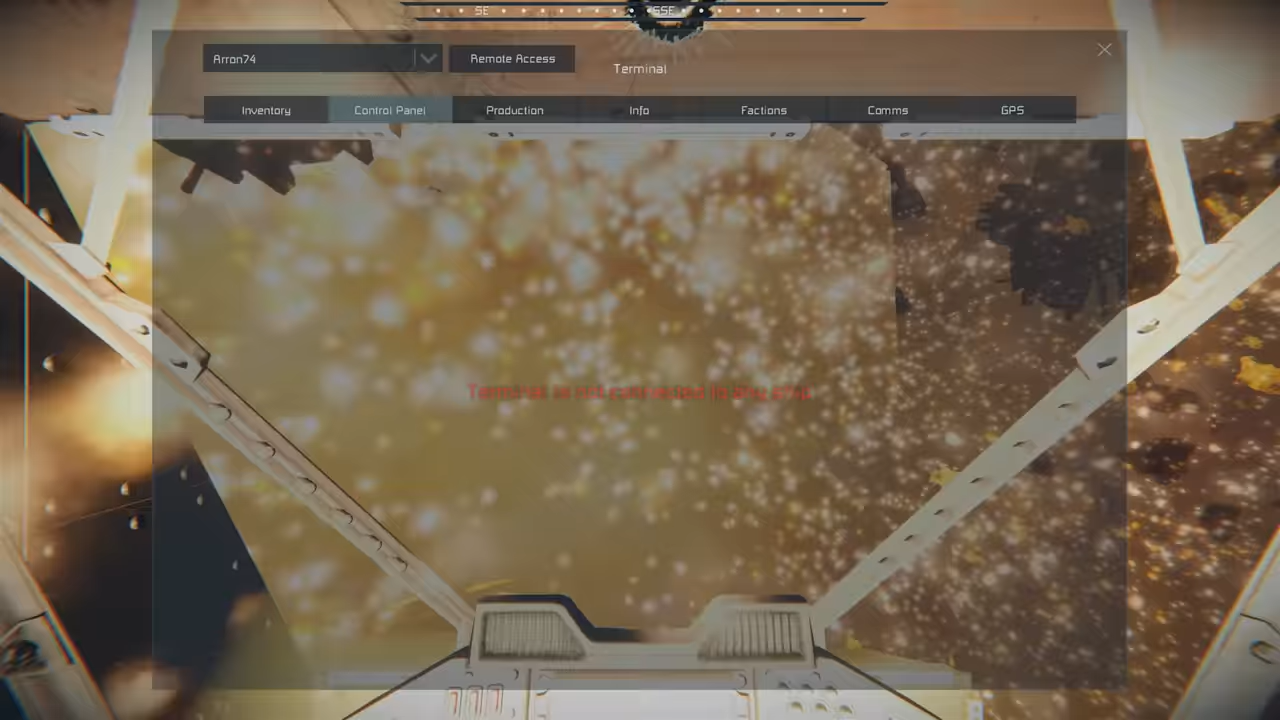 SE SSE
Arron74
Remote Access
Terminal
Inventory Control Panel Production Info Factions Comms GPS
Terminal is not connected to any grid